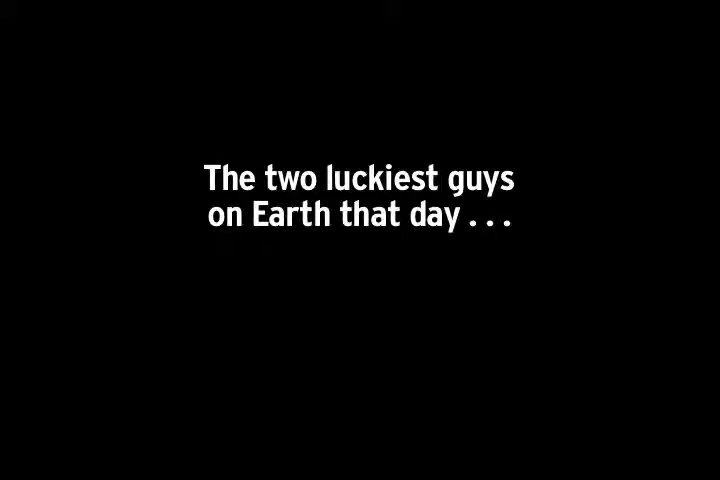 The two luckiest guys
on Earth that day . . .